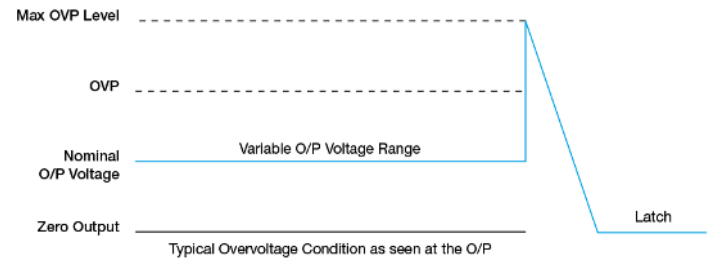 Max OVP Level
OVP
Variable O/P Voltage Range
Nominal
O/P Voltage
Zero Output
Latch
Typical Overvoltage Condition as seen at the O/P